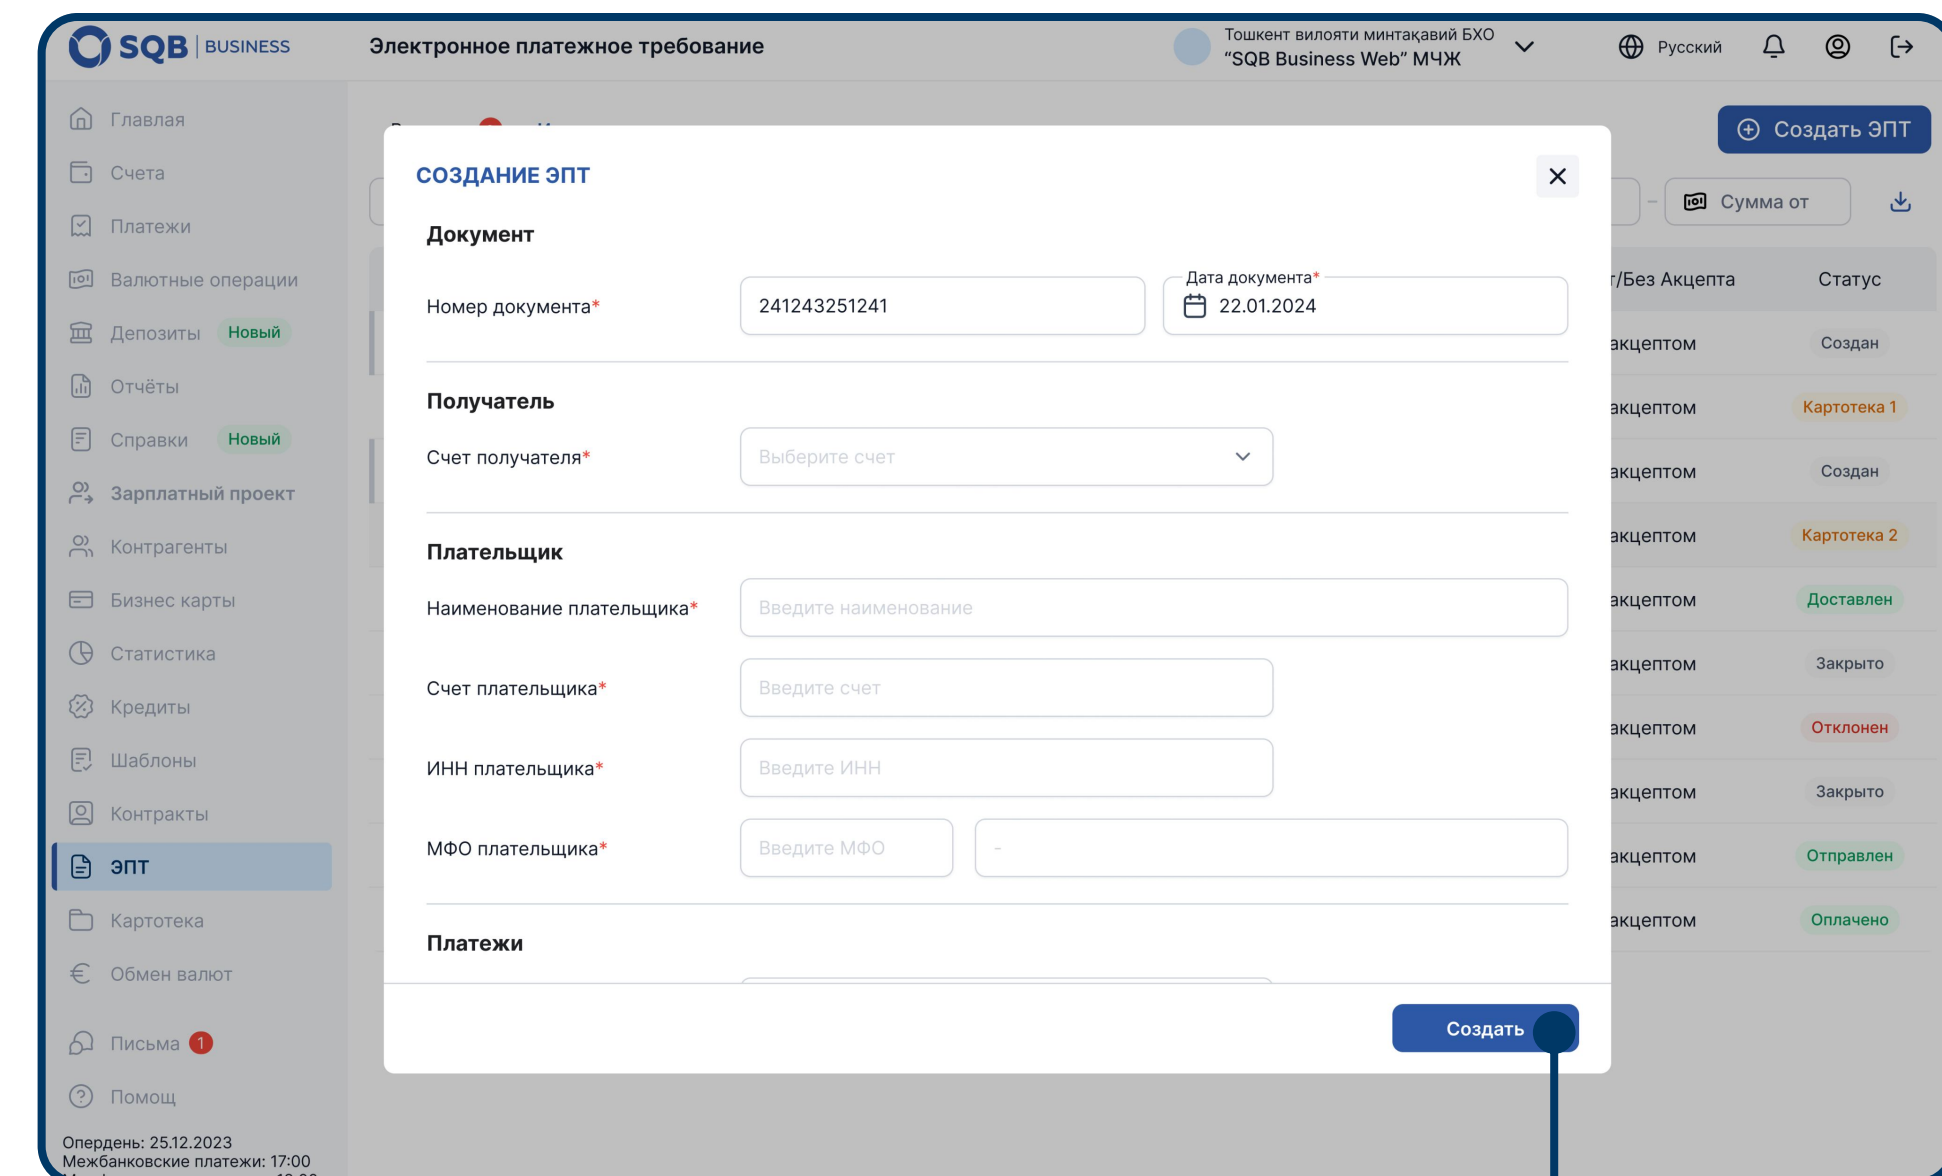 SQB BUSINESS
Электронное платежное требование
Тошкент вилояти минтақавий БХО
“SQB Business Web” МЧЖ
Русский
Главлая
Счета
Платежи
Валютные операции
Депозиты Новый
Отчёты
Справки Новый
Зарплатный проект
Контрагенты
Бизнес карты
Статистика
Кредиты
Шаблоны
Контракты
ЭПТ
Картотека
Обмен валют
Письма 1
Помощ
Опердень: 25.12.2023
Межбанковские платежи: 17:00
Создать ЭПТ
Сумма от
СОЗДАНИЕ ЭПТ
Документ
Номер документа* 241243251241
Дата документа*
22.01.2024
Получатель
Счет получателя* Выберите счет
Плательщик
Наименование плательщика* Введите наименование
Счет плательщика* Введите счет
ИНН плательщика* Введите ИНН
МФО плательщика* Введите МФО -
Платежи
Создать
т/Без Акцепта Статус
акцептом Создан
акцептом Картотека 1
акцептом Создан
акцептом Картотека 2
акцептом Доставлен
акцептом Закрыто
акцептом Отклонен
акцептом Закрыто
акцептом Отправлен
акцептом Оплачено